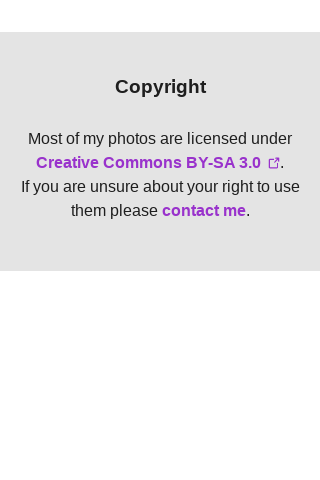 Copyright
Most of my photos are licensed under
Creative Commons BY-SA 3.0 .
If you are unsure about your right to use
them please contact me.